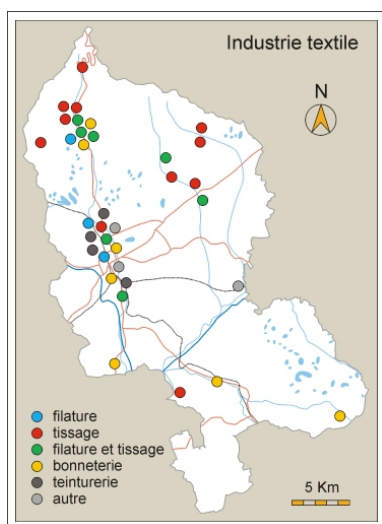 Industrie textile
N
filature
tissage
filature et tissage
bonneterie
teinturerie
autre
5 Km